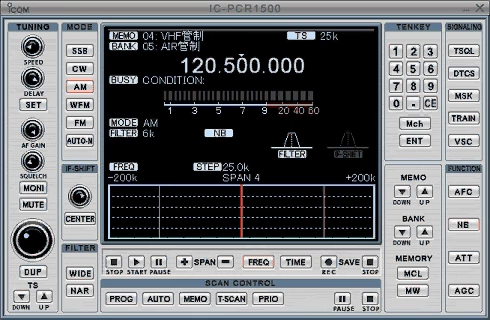 ICOM IC-PCR1500
TUNING
SPEED
DELAY
SET
AF GAIN
SQUELCH
MONI
MUTE
DUP
TS
DOWN UP
MODE
SSB
CW
AM
WFM
FM
AUTO-N
IF-SHIFT
CENTER
FILTER
WIDE
NAR
MEMO 04: VHF管制 TS 25k
BANK 05: AIR管制
120.500.000
BUSY CONDITION:
1 3 5 7 9 20 40 60
MODE AM
FILTER 6k NB
FILTER IF-SHIFT
FREQ STEP 25.0k
-200k SPAN 4 +200k
STOP START PAUSE
+ SPAN - FREQ TIME
REC SAVE STOP
SCAN CONTROL
PROG AUTO MEMO T-SCAN PRIO
PAUSE STOP
TENKEY
1 2 3
4 5 6
7 8 9
0 . CE
Mch
ENT
MEMO
DOWN UP
BANK
DOWN UP
MEMORY
MCL
MW
SIGNALING
TSQL
DTCS
MSK
TRAIN
VSC
FUNCTION
AFC
NB
ATT
AGC